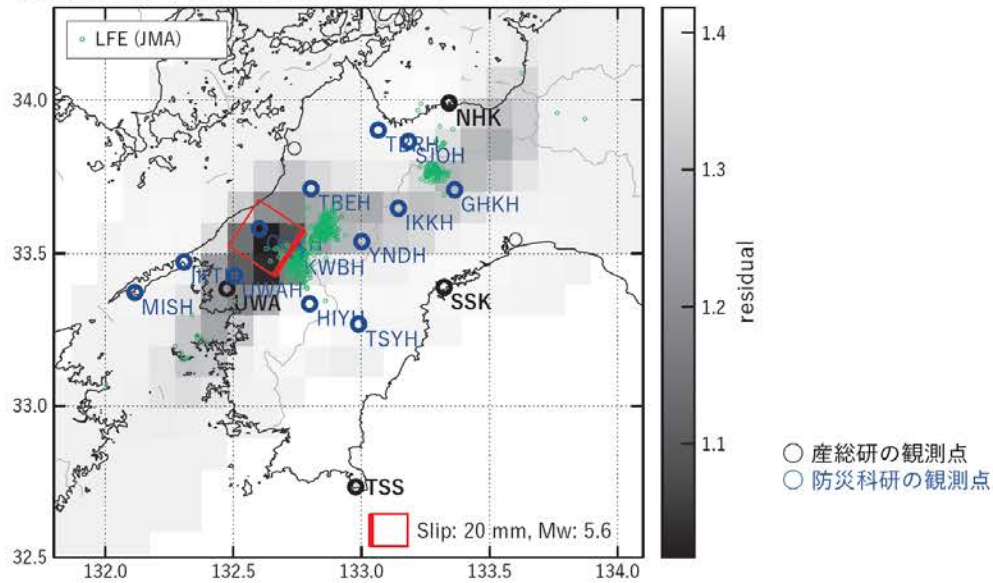 LFE (JMA)
1.4
34.0
NHK
TBRH
SJOH
1.3
TBEH
GHKH
IKKH
33.5
YNDH
KWBH
UWAH
MISH
UWA
SSK
HIYH
TSYH
1.2
residual
33.0
1.1
TSS
産総研の観測点
防災科研の観測点
Slip: 20 mm, Mw: 5.6
32.5
132.0 132.5 133.0 133.5 134.0